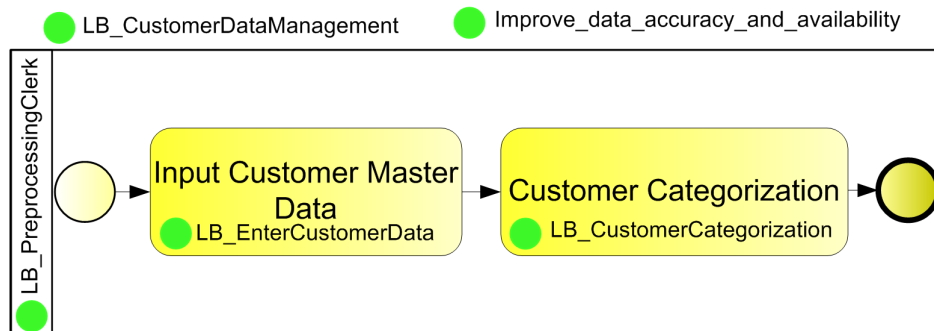 LB_CustomerDataManagement
Improve_data_accuracy_and_availability
LB_PreprocessingClerk
Input Customer Master
Data
LB_EnterCustomerData
Customer Categorization
LB_CustomerCategorization